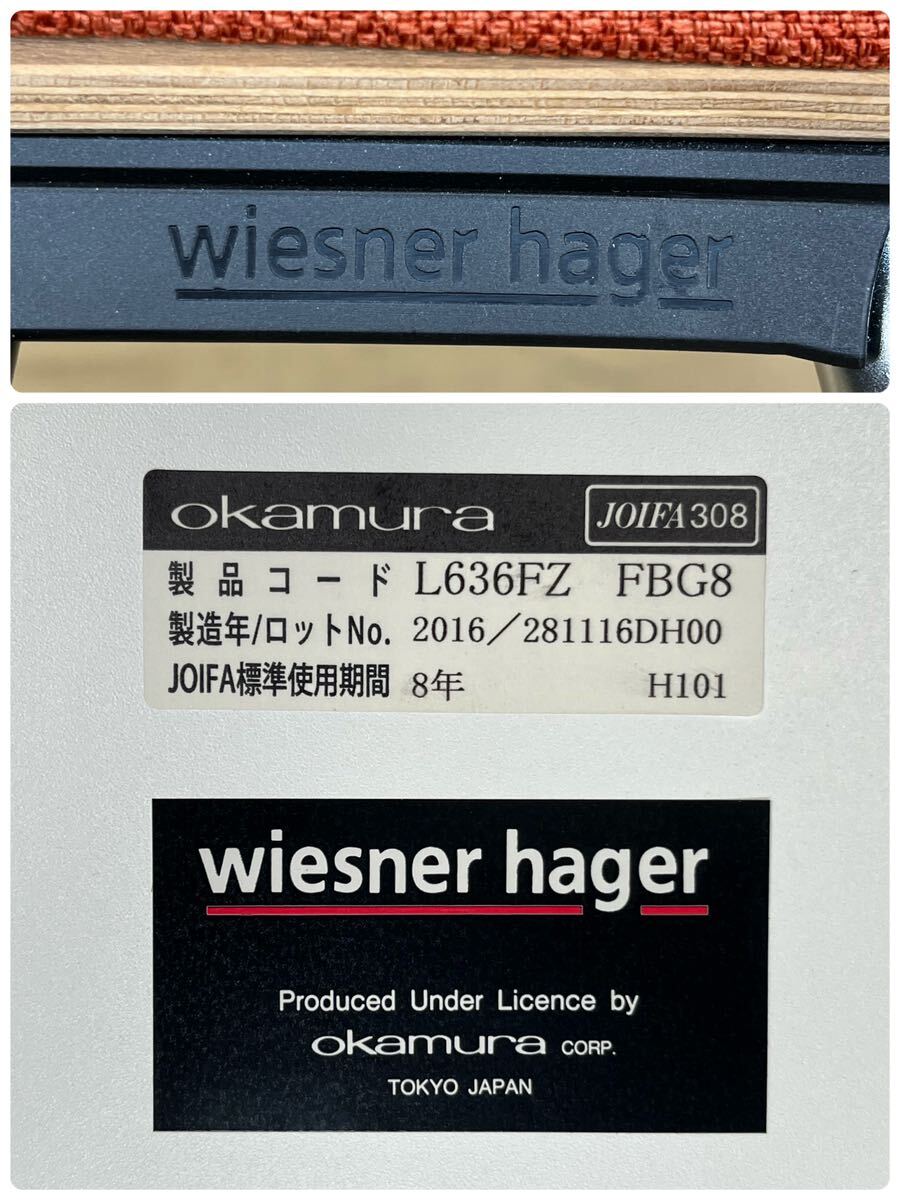 wiesner hager
okamura JOIFA308
製品コード L636FZ FBG8
製造年/ロットNo. 2016/281116DH00
JOIFA標準使用期間 8年 H101
wiesner hager
Produced Under Licence by
okamura CORP.
TOKYO JAPAN